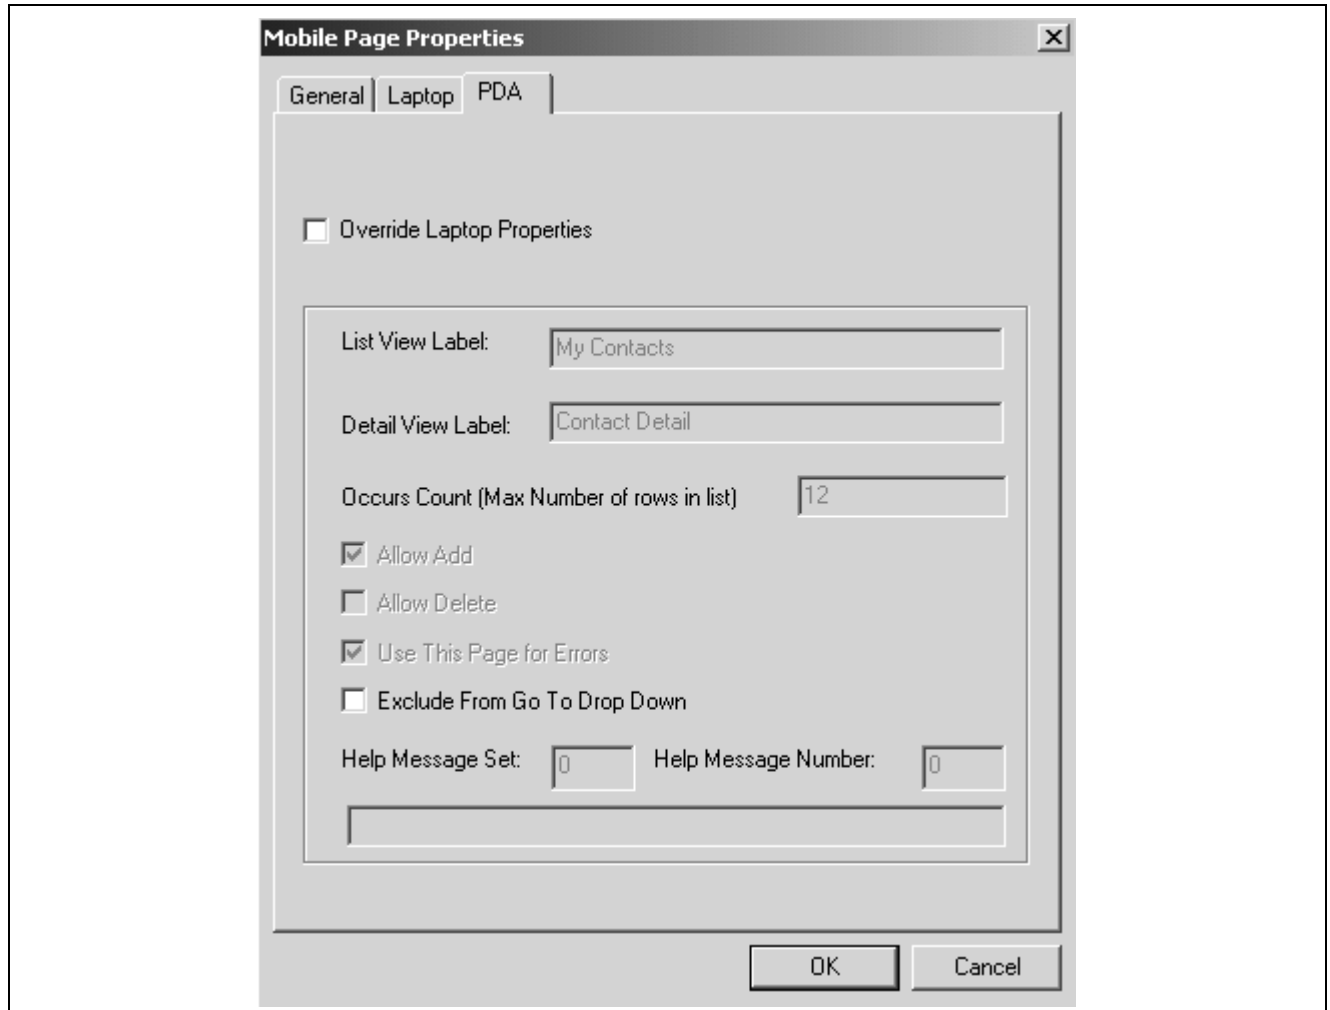 Mobile Page Properties
General Laptop PDA
Override Laptop Properties
List View Label: My Contacts
Detail View Label: Contact Detail
Occurs Count (Max Number of rows in list) 12
Allow Add
Allow Delete
Use This Page for Errors
Exclude From Go To Drop Down
Help Message Set: 0 Help Message Number: 0
OK Cancel